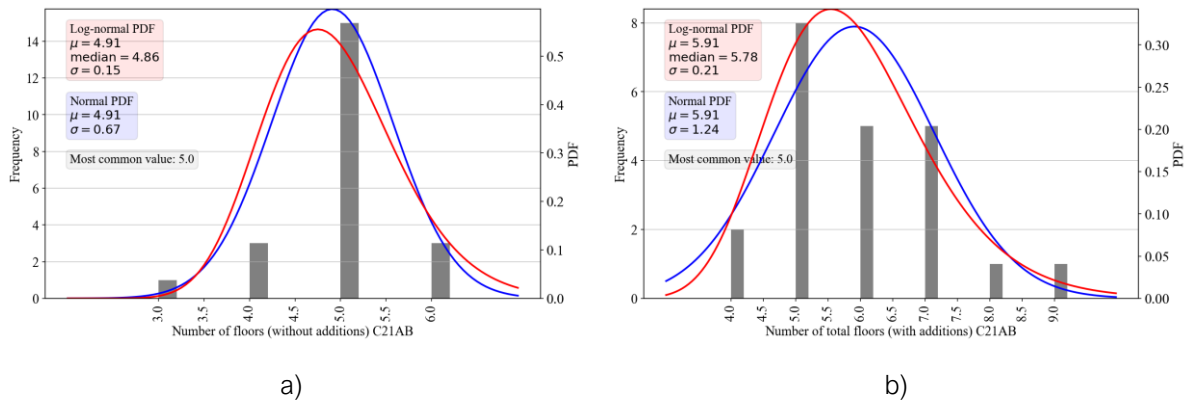 Log-normal PDF
μ = 4.91
median = 4.86
σ = 0.15
Normal PDF
μ = 4.91
σ = 0.67
Most common value: 5.0
Frequency
14
12
10
8
6
4
2
0
PDF
0.5
0.4
0.3
0.2
0.1
0.0
3.0
3.5
4.0
4.5
5.0
5.5
6.0
Number of floors (without additions) C21AB
a)
Log-normal PDF
μ = 5.91
median = 5.78
σ = 0.21
Normal PDF
μ = 5.91
σ = 1.24
Most common value: 5.0
Frequency
8
6
4
2
0
PDF
0.30
0.25
0.20
0.15
0.10
0.05
0.00
4.0
4.5
5.0
5.5
6.0
6.5
7.0
7.5
8.0
8.5
9.0
Number of total floors (with additions) C21AB
b)